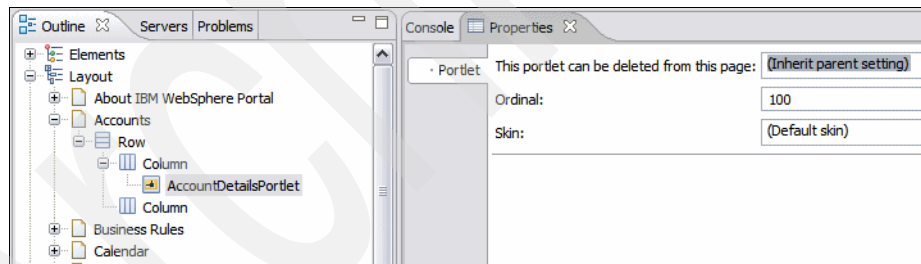 Outline Servers Problems
Elements
Layout
About IBM WebSphere Portal
Accounts
Row
Column
AccountDetailsPortlet
Column
Business Rules
Calendar
Console Properties
· Portlet
This portlet can be deleted from this page: (Inherit parent setting)
Ordinal: 100
Skin: (Default skin)